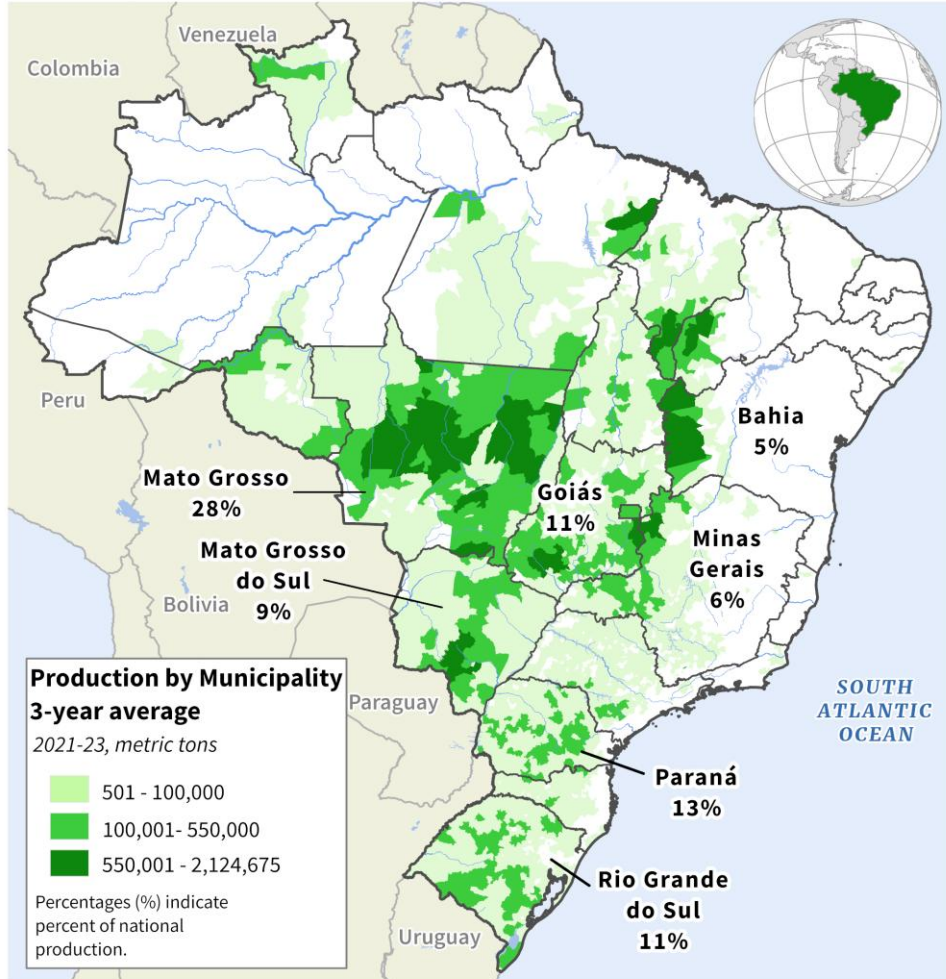 Venezuela
Colombia
Peru
Bahia
5%
Mato Grosso
28%
Goiás
11%
Minas
Gerais
6%
Mato Grosso
do Sul
9%
Bolivia
Production by Municipality
3-year average
2021-23, metric tons
501 - 100,000
100,001- 550,000
550,001 - 2,124,675
Percentages (%) indicate
percent of national
production.
Paraguay
SOUTH
ATLANTIC
OCEAN
Paraná
13%
Rio Grande
do Sul
11%
Uruguay